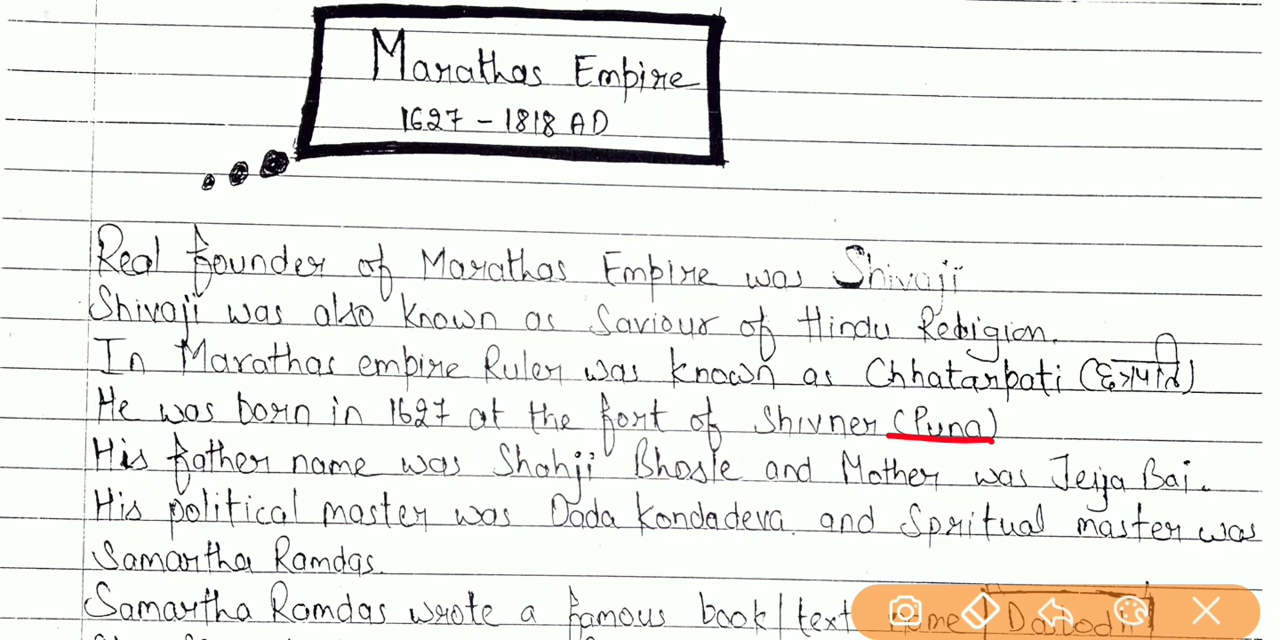 Marathas Empire
1627 - 1818 AD
Real founder of Marathas Empire was Shivaji
Shivaji was also known as Saviour of Hindu Religion.
In Marathas empire Ruler was known as Chhatarpati (छत्रपति)
He was born in 1627 at the fort of Shivner (Puna)
His father name was Shahji Bhosle and Mother was Jeija Bai.
His political master was Dada Kondadeva and Spritual master was
Samartha Ramdas.
Samartha Ramdas wrote a famous book/text